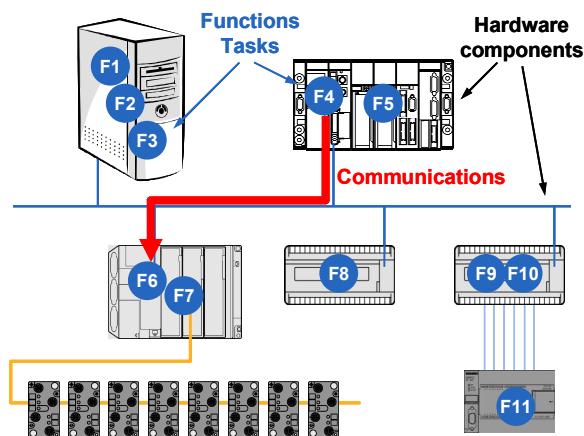 Functions
Tasks
Hardware
components
F1
F2
F3
F4
F5
Communications
F6
F7
F8
F9
F10
F11